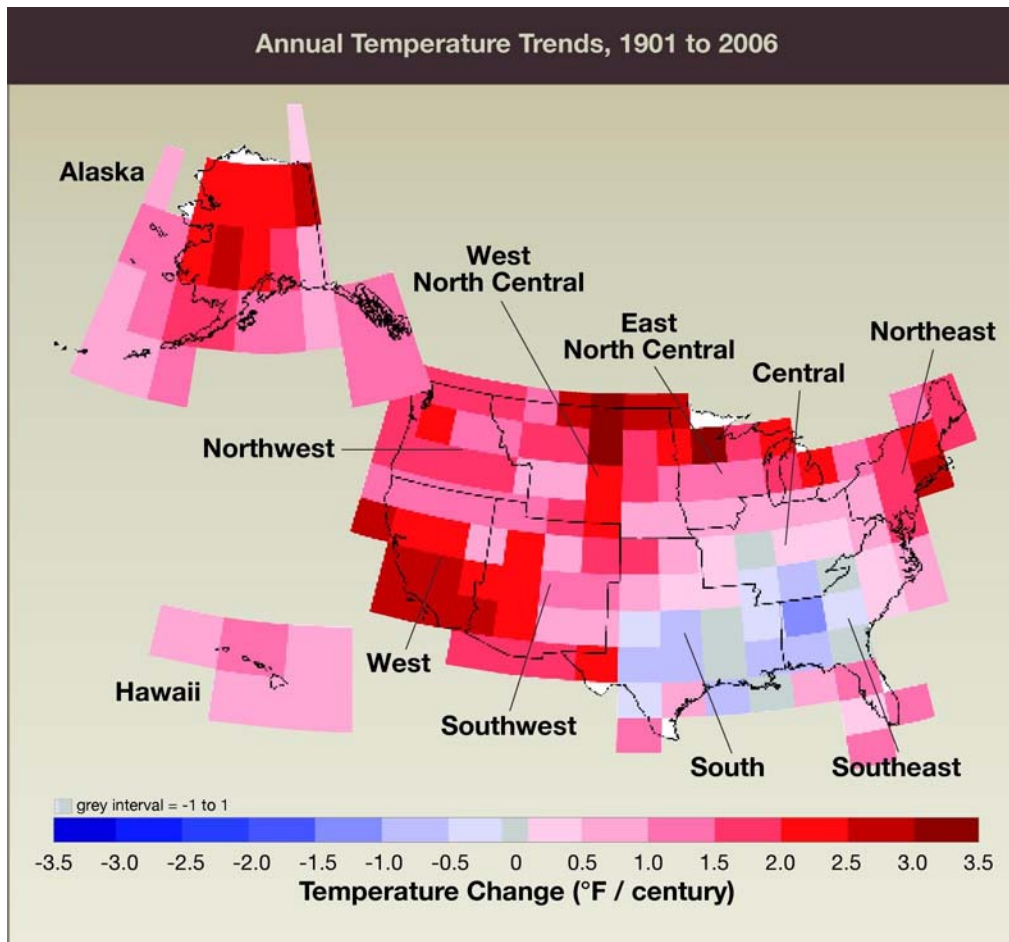 Annual Temperature Trends, 1901 to 2006
Alaska
West
North Central
East
North Central
Northeast
Central
Northwest
West
Hawaii
Southwest
South
Southeast
grey interval = -1 to 1
-3.5 -3.0 -2.5 -2.0 -1.5 -1.0 -0.5 0 0.5 1.0 1.5 2.0 2.5 3.0 3.5
Temperature Change (°F / century)